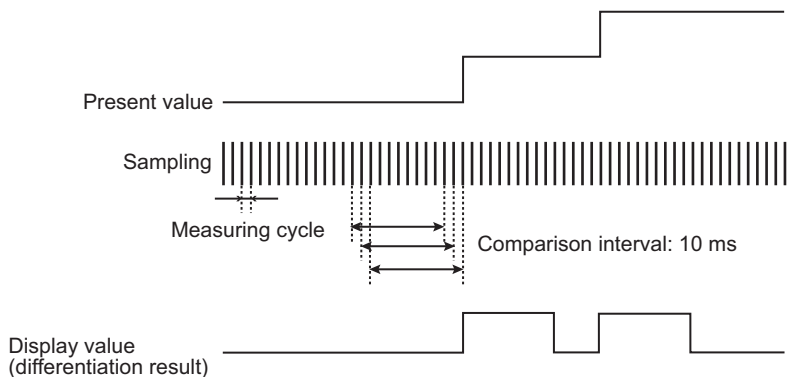 Present value
Sampling
Measuring cycle
Comparison interval: 10 ms
Display value
(differentiation result)